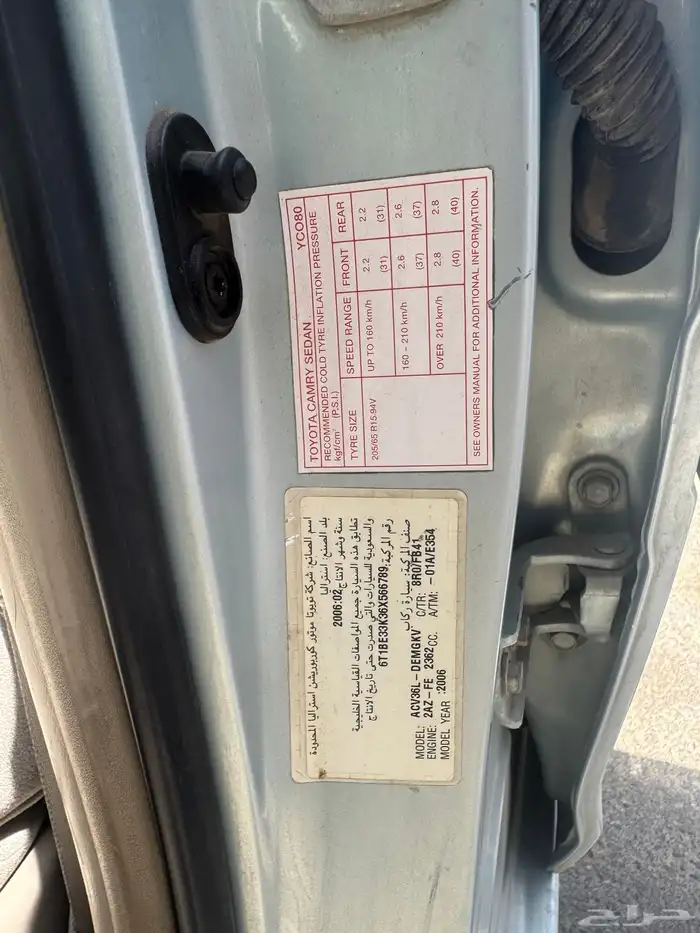 TOYOTA CAMRY SEDAN YCO80
RECOMMENDED COLD TYRE INFLATION PRESSURE
kgf/cm² (P.S.I.)
TYRE SIZE SPEED RANGE FRONT REAR
205/65 R15 94V UP TO 160 km/h 2.2 (31) 2.2 (31)
160 - 210 km/h 2.6 (37) 2.6 (37)
OVER 210 km/h 2.8 (40) 2.8 (40)
SEE OWNERS MANUAL FOR ADDITIONAL INFORMATION.
اسم الصانع: شركة تويوتا موتور كوربوريشن استراليا المحدودة
بلد الصنع: استراليا
سنة وشهر الانتاج 2006:02
تطابق هذه السيارة جميع المواصفات القياسية الخليجية
والسعودية للسيارات والتي صدرت حتى تاريخ الانتاج
رقم المركبة: 6T1BE33K36X566789
صنف المركبة: سيارة ركاب
MODEL: ACV36L-DEMGKV C/TR: 8R0/FB41
ENGINE: 2AZ-FE 2362 CC. A/TM: -01A/E354
MODEL YEAR :2006
حراج